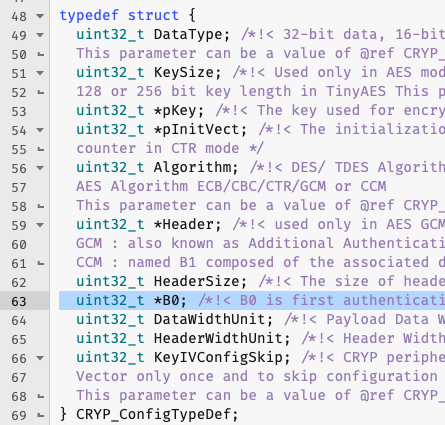 48 typedef struct {
49 uint32_t DataType; /*!< 32-bit data, 16-bit
50 This parameter can be a value of @ref CRYP_
51 uint32_t KeySize; /*!< Used only in AES mod
52 128 or 256 bit key length in TinyAES This p
53 uint32_t *pKey; /*!< The key used for encry
54 uint32_t *pInitVect; /*!< The initializatio
55 counter in CTR mode */
56 uint32_t Algorithm; /*!< DES/ TDES Algorith
57 AES Algorithm ECB/CBC/CTR/GCM or CCM
58 This parameter can be a value of @ref CRYP_
59 uint32_t *Header; /*!< used only in AES GCM
60 GCM : also known as Additional Authenticati
61 CCM : named B1 composed of the associated d
62 uint32_t HeaderSize; /*!< The size of heade
63 uint32_t *B0; /*!< B0 is first authenticati
64 uint32_t DataWidthUnit; /*!< Payload Data W
65 uint32_t HeaderWidthUnit; /*!< Header Width
66 uint32_t KeyIVConfigSkip; /*!< CRYP periphe
67 Vector only once and to skip configuration
68 This parameter can be a value of @ref CRYP_
69 } CRYP_ConfigTypeDef;